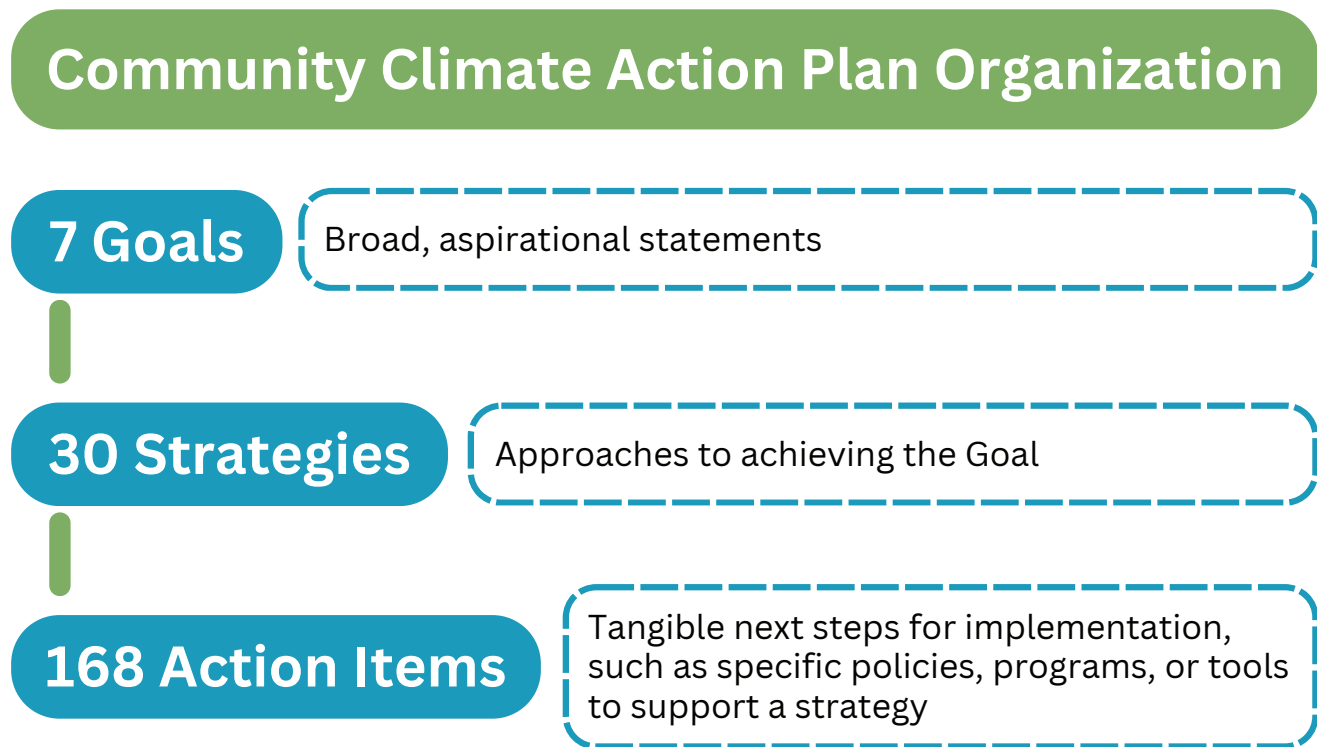 Community Climate Action Plan Organization
7 Goals
Broad, aspirational statements
30 Strategies
Approaches to achieving the Goal
168 Action Items
Tangible next steps for implementation,
such as specific policies, programs, or tools
to support a strategy